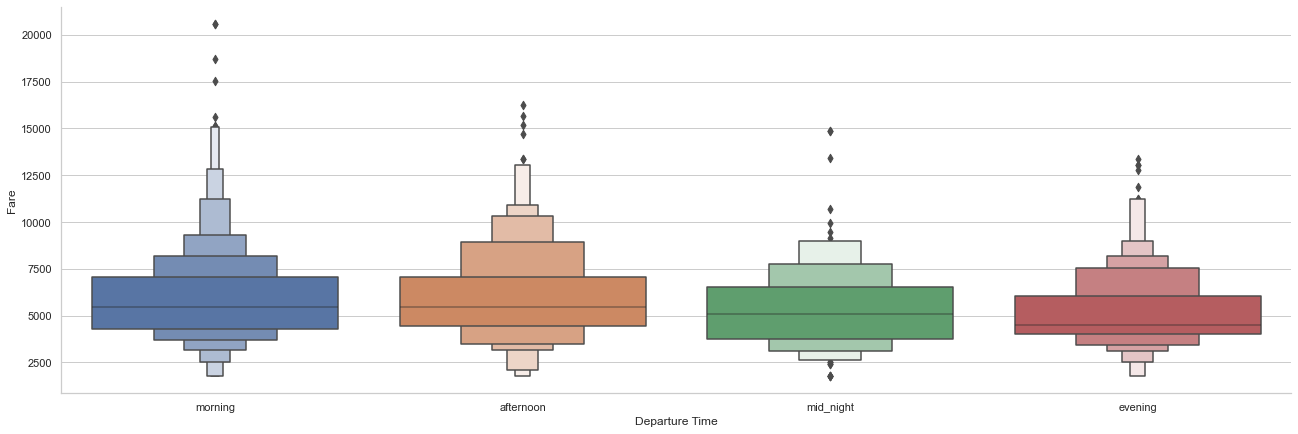 20000
17500
15000
12500
10000
7500
5000
2500
Fare
morning
afternoon
mid_night
evening
Departure Time